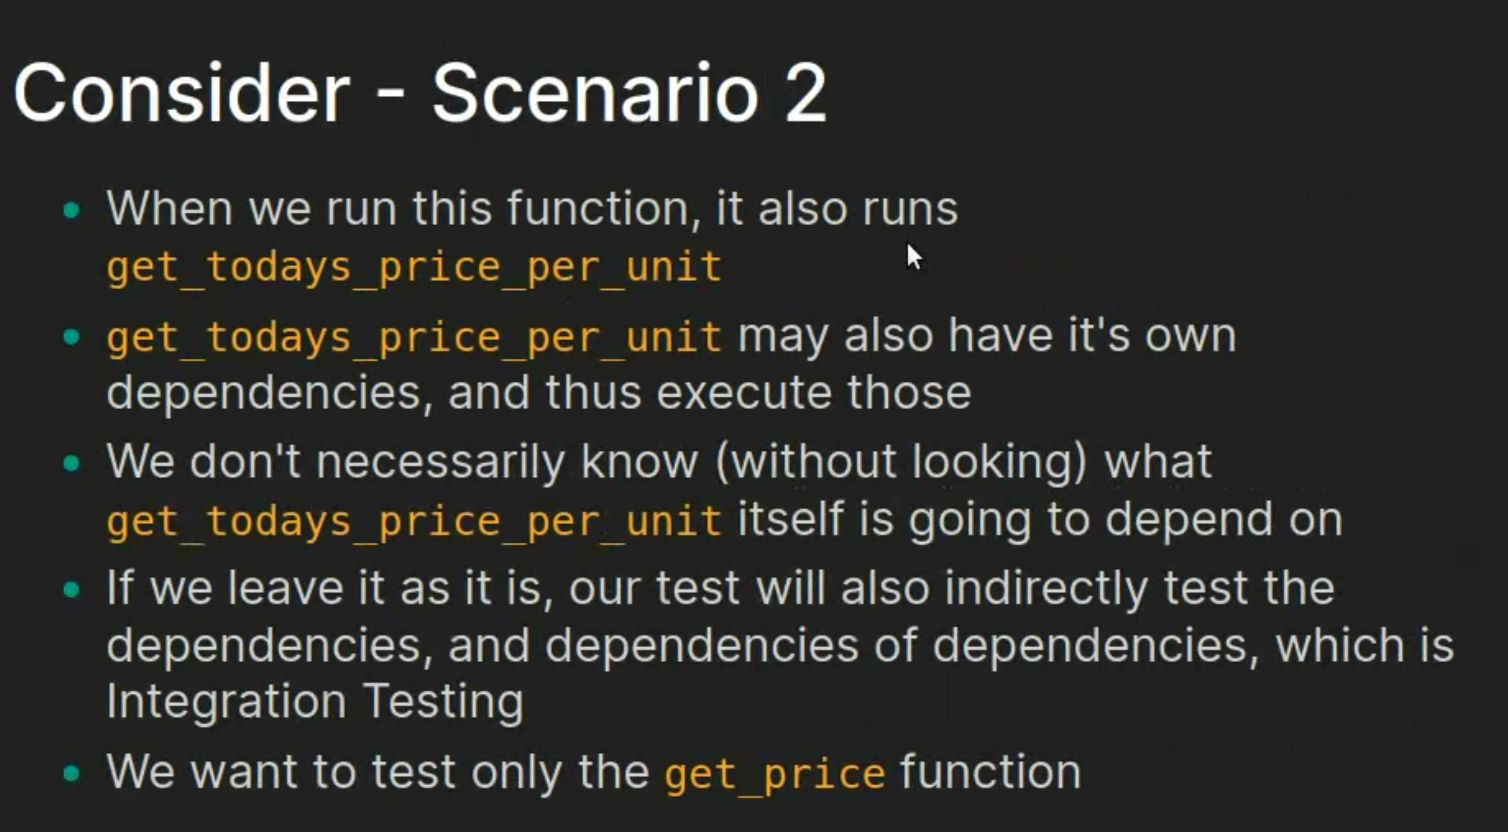 Consider - Scenario 2
When we run this function, it also runs
get_todays_price_per_unit
get_todays_price_per_unit may also have it's own
dependencies, and thus execute those
We don't necessarily know (without looking) what
get_todays_price_per_unit itself is going to depend on
If we leave it as it is, our test will also indirectly test the
dependencies, and dependencies of dependencies, which is
Integration Testing
We want to test only the get_price function